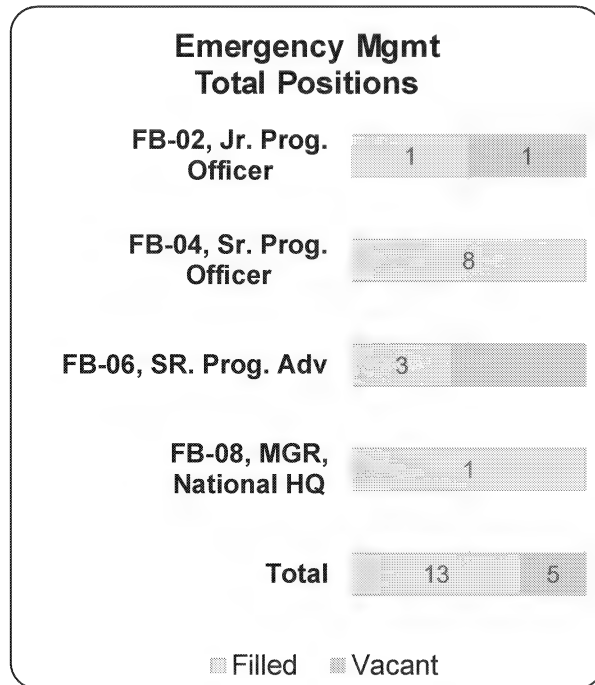 Emergency Mgmt
Total Positions
FB-02, Jr. Prog.
Officer
1 1
FB-04, Sr. Prog.
Officer
8
FB-06, SR. Prog. Adv
3
FB-08, MGR,
National HQ
1
Total
13 5
Filled Vacant